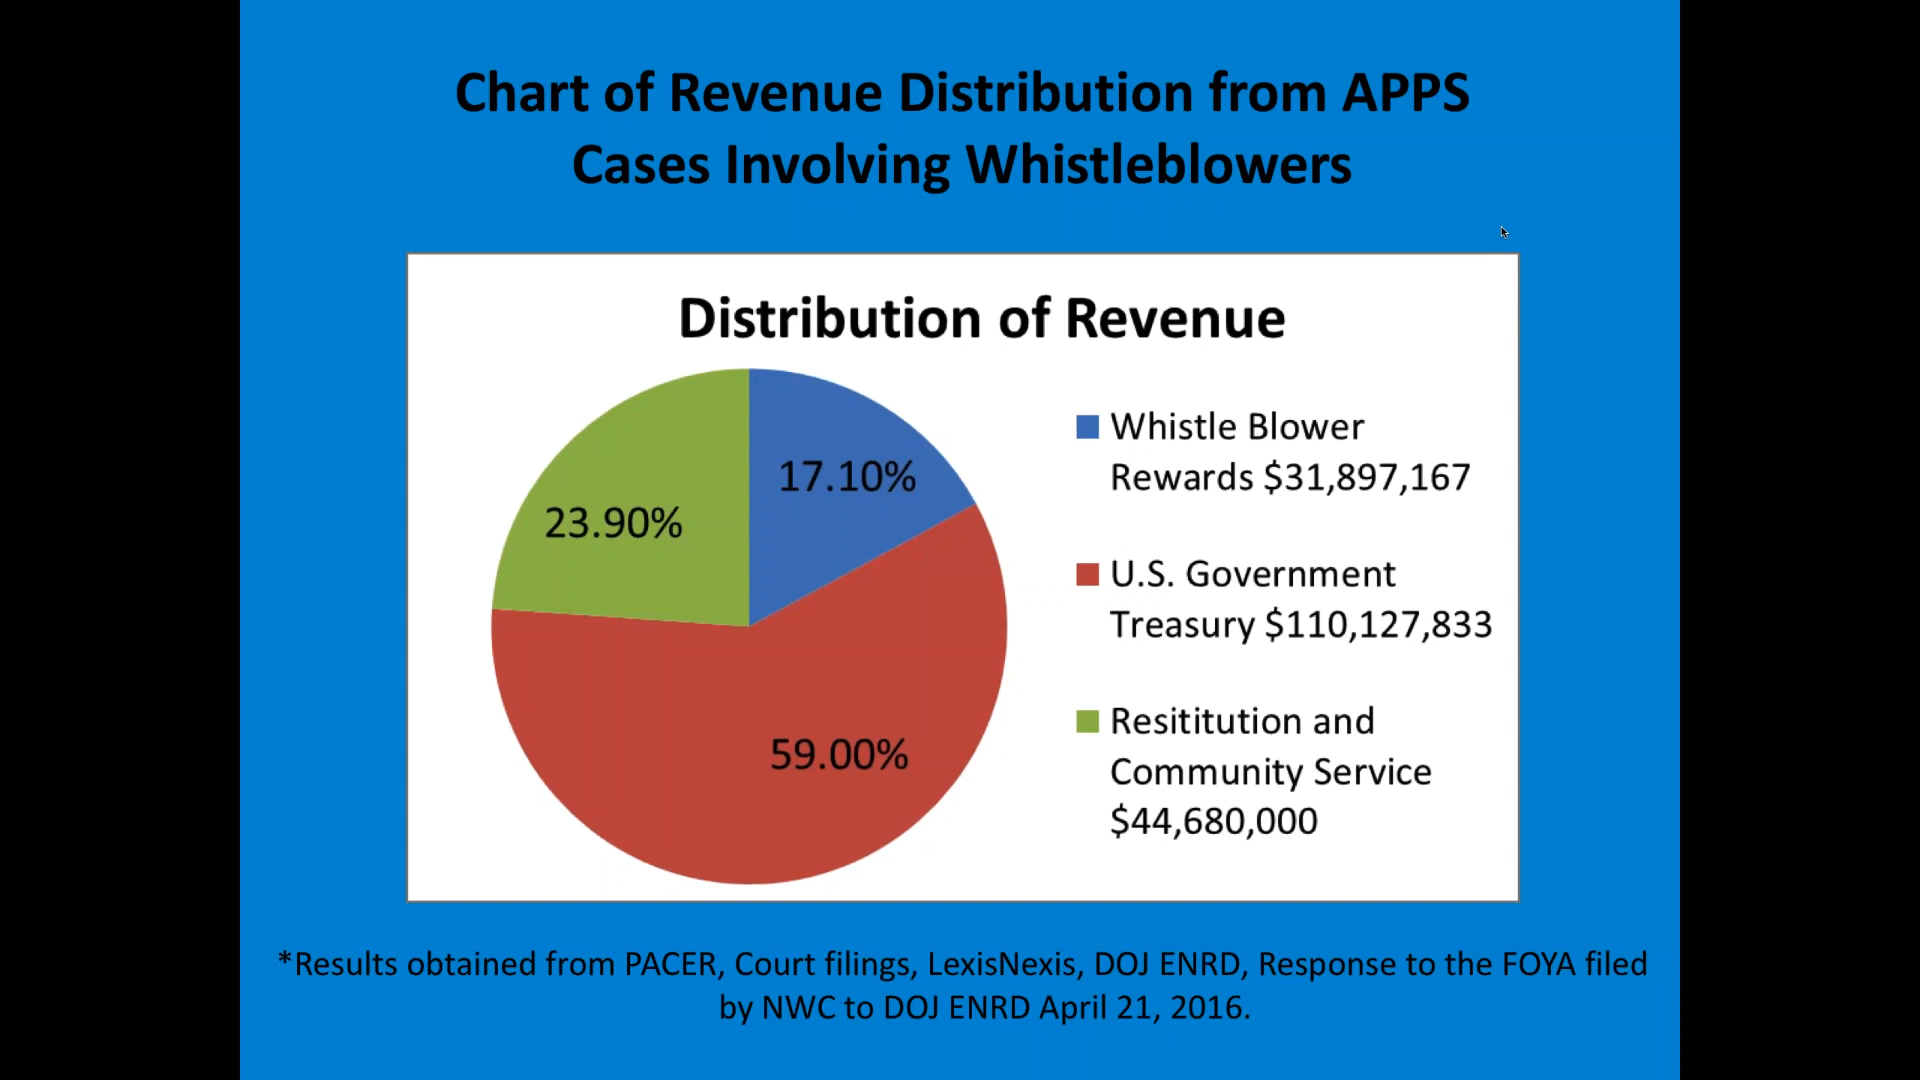 Chart of Revenue Distribution from APPS
Cases Involving Whistleblowers
Distribution of Revenue
17.10%
23.90%
59.00%
Whistle Blower
Rewards $31,897,167
U.S. Government
Treasury $110,127,833
Resititution and
Community Service
$44,680,000
*Results obtained from PACER, Court filings, LexisNexis, DOJ ENRD, Response to the FOYA filed
by NWC to DOJ ENRD April 21, 2016.